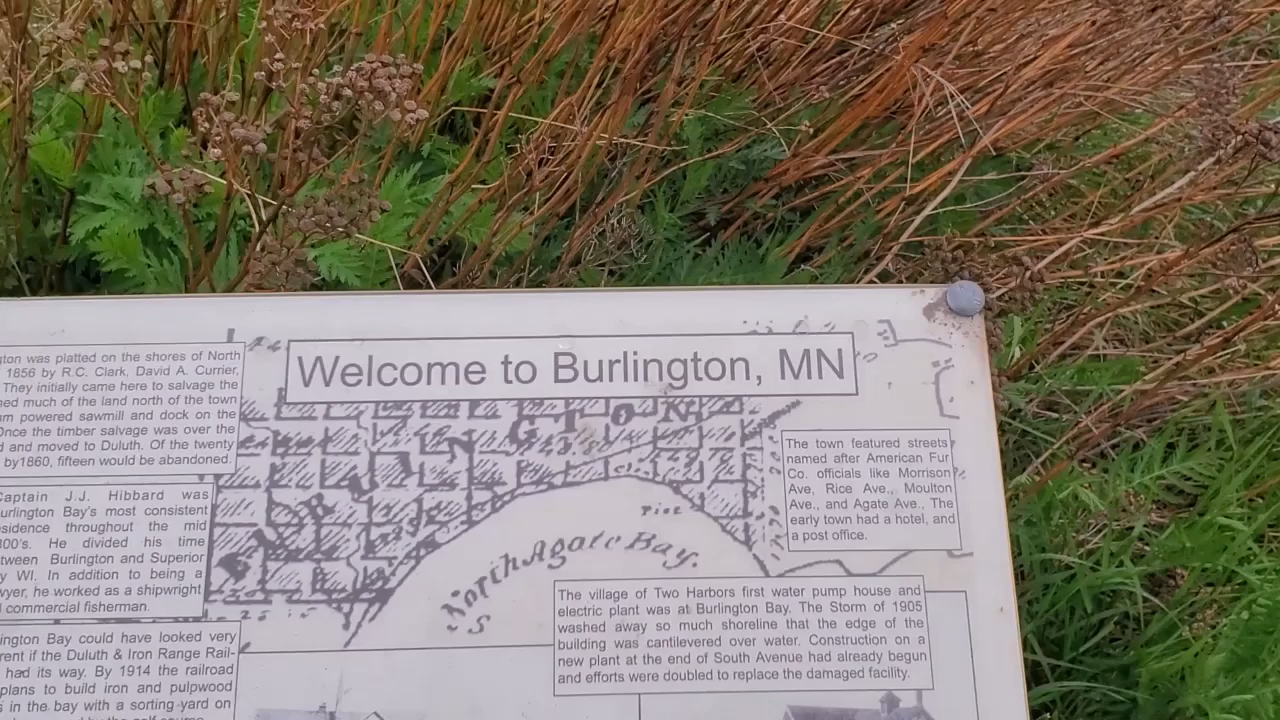 Welcome to Burlington, MN
gton was platted on the shores of North
1856 by R.C. Clark, David A. Currier,
They initially came here to salvage the
ned much of the land north of the town
am powered sawmill and dock on the
Once the timber salvage was over the
d and moved to Duluth. Of the twenty
by1860, fifteen would be abandoned.
Captain J.J. Hibbard was
urlington Bay's most consistent
sidence throughout the mid
800's. He divided his time
tween Burlington and Superior
y WI. In addition to being a
wyer, he worked as a shipwright
l commercial fisherman.
ington Bay could have looked very
rent if the Duluth & Iron Range Rail-
had its way. By 1914 the railroad
plans to build iron and pulpwood
s in the bay with a sorting yard on
The town featured streets
named after American Fur
Co. officials like Morrison
Ave, Rice Ave., Moulton
Ave., and Agate Ave., The
early town had a hotel, and
a post office.
Pier
North Agate Bay.
The village of Two Harbors first water pump house and
electric plant was at Burlington Bay. The Storm of 1905
washed away so much shoreline that the edge of the
building was cantilevered over water. Construction on a
new plant at the end of South Avenue had already begun
and efforts were doubled to replace the damaged facility.